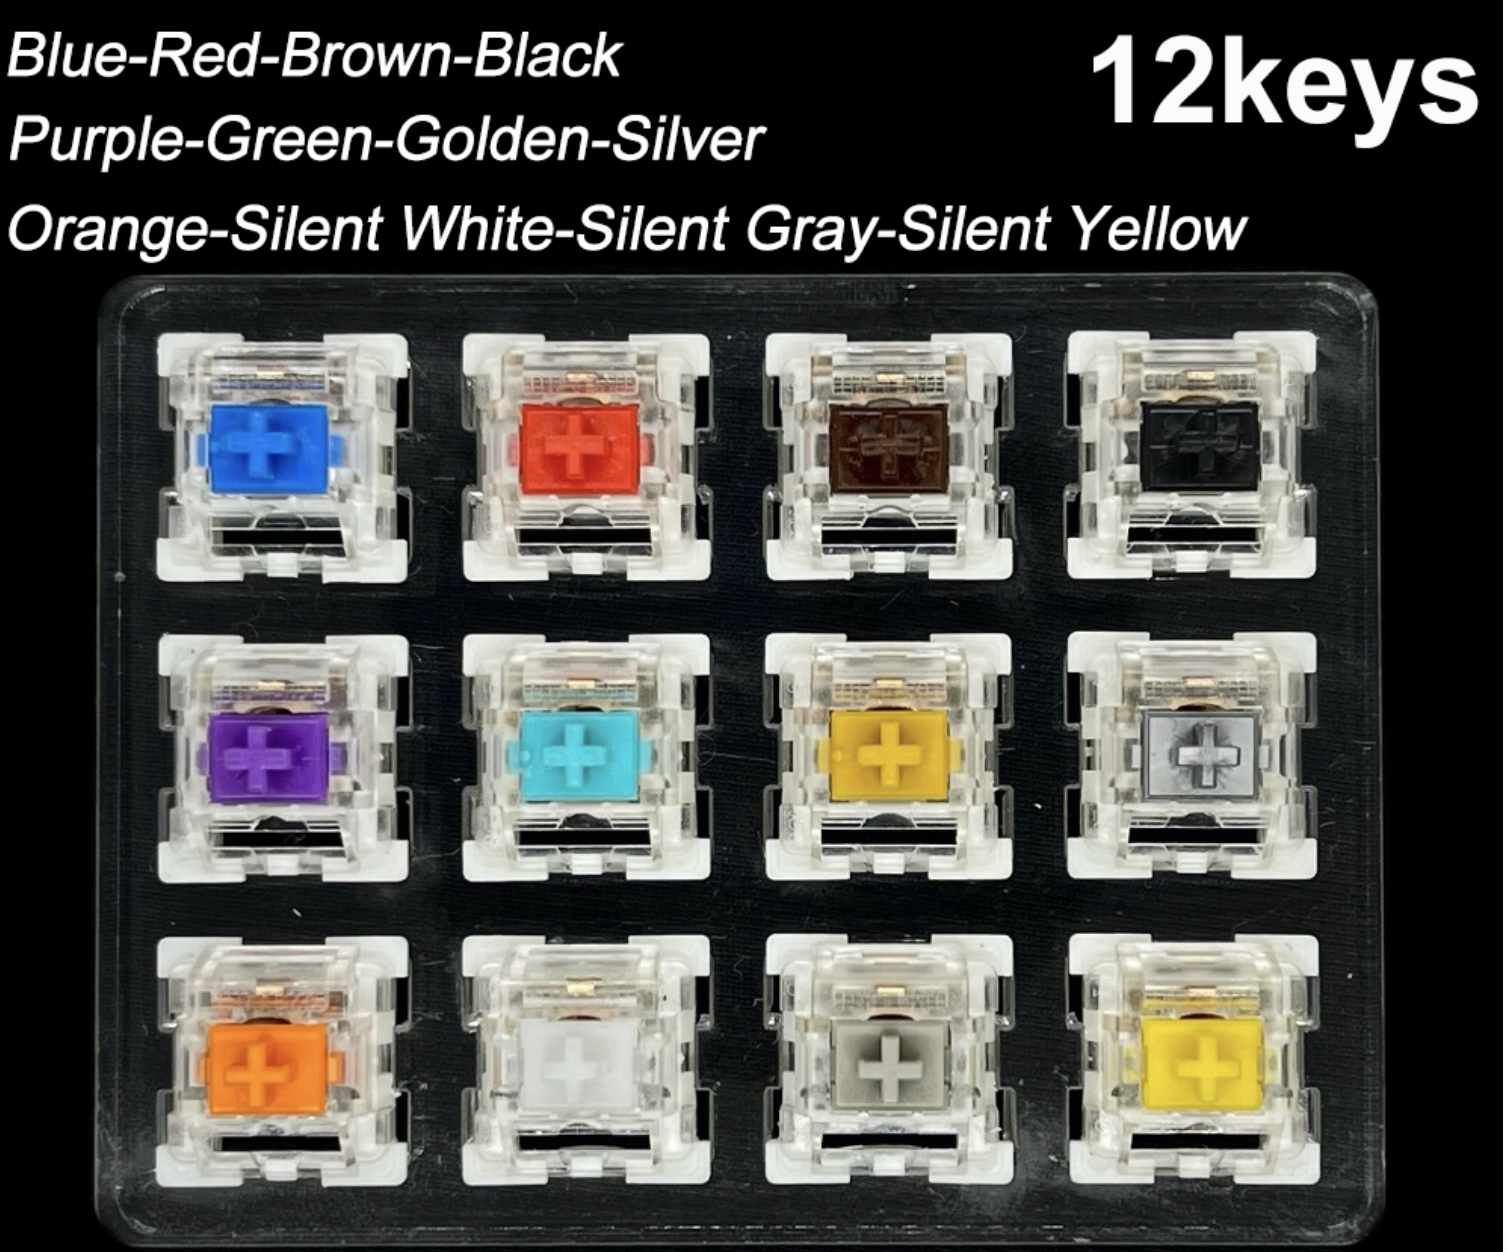 Blue-Red-Brown-Black
12keys
Purple-Green-Golden-Silver
Orange-Silent White-Silent Gray-Silent Yellow